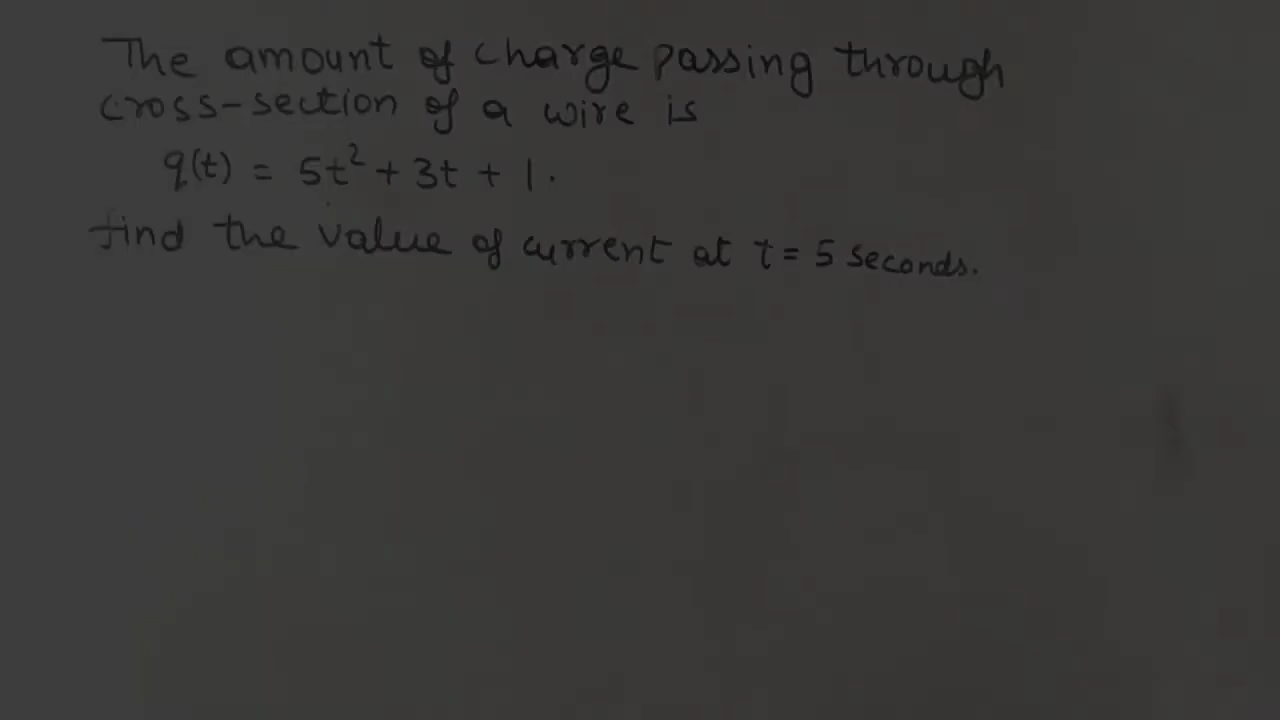 The amount of charge passing through
cross-section of a wire is
q(t) = 5t² + 3t + 1.
find the value of current at t = 5 seconds.